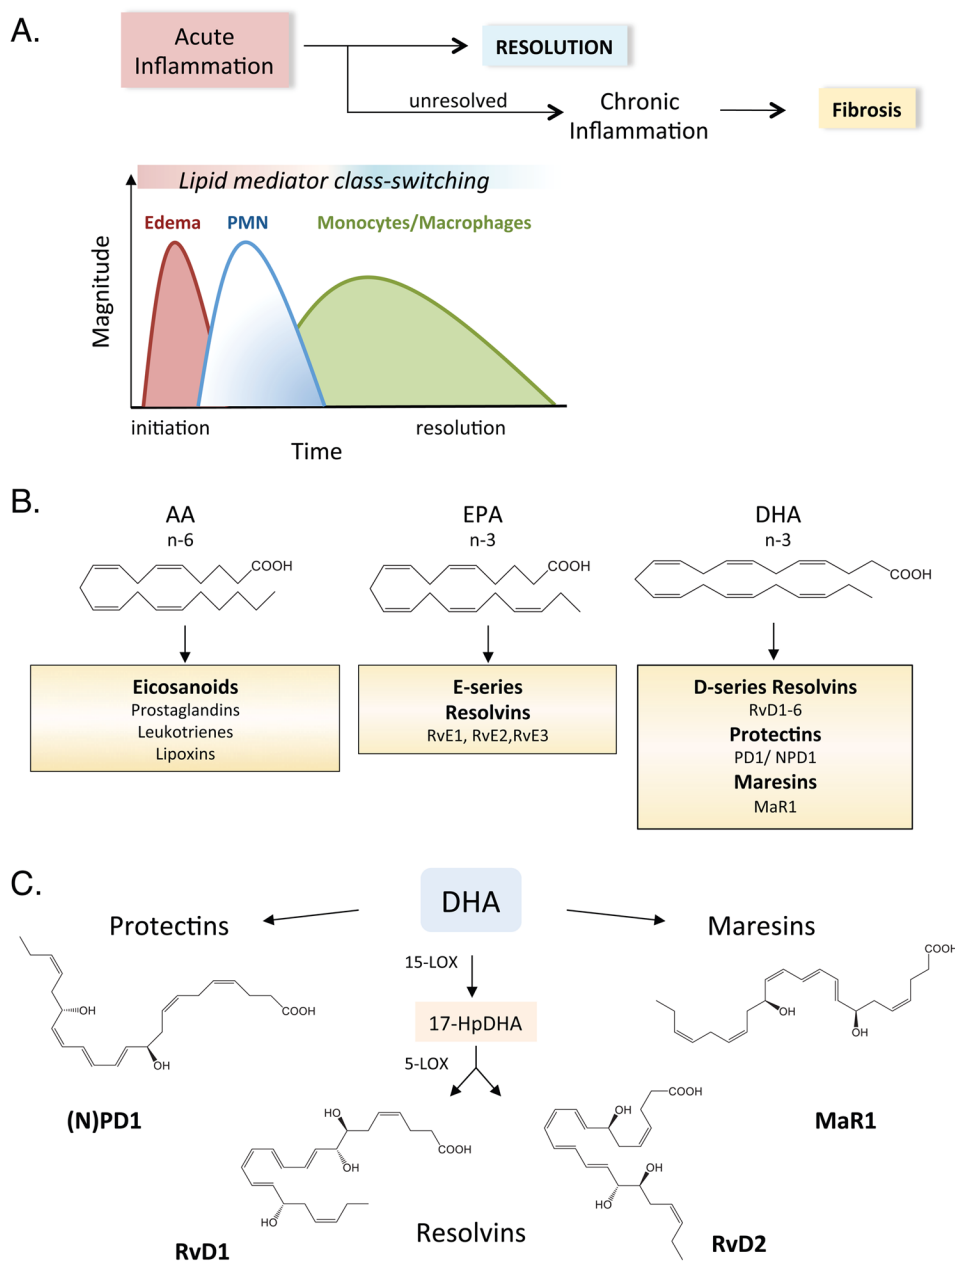 A.
Acute
Inflammation
RESOLUTION
unresolved
Chronic
Inflammation
Fibrosis
Lipid mediator class-switching
Edema
PMN
Monocytes/Macrophages
Magnitude
initiation
resolution
Time
B.
AA
n-6
COOH
Eicosanoids
Prostaglandins
Leukotrienes
Lipoxins
EPA
n-3
COOH
E-series
Resolvins
RvE1, RvE2,RvE3
DHA
n-3
COOH
D-series Resolvins
RvD1-6
Protectins
PD1/ NPD1
Maresins
MaR1
C.
DHA
Protectins
Maresins
15-LOX
17-HpDHA
5-LOX
OH
COOH
OH
(N)PD1
COOH
OH
OH
MaR1
HO
COOH
OH
HO
RvD1
Resolvins
COOH
OH
OH
HO
RvD2